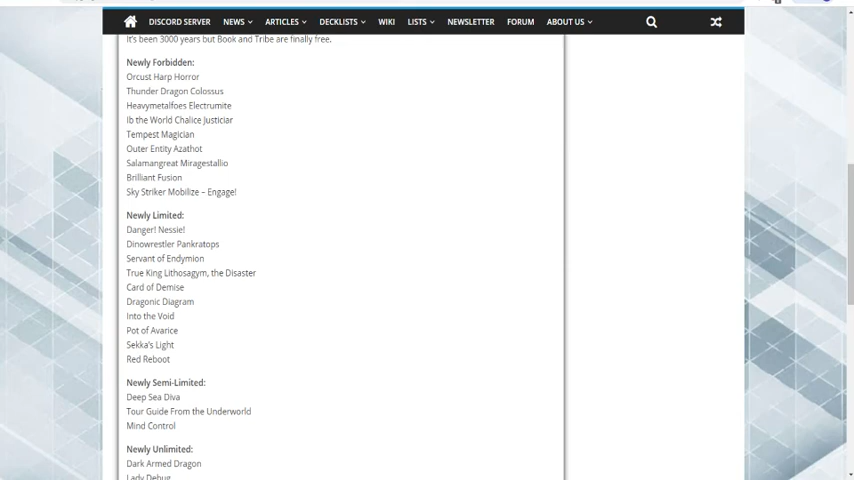 DISCORD SERVER NEWS ARTICLES DECKLISTS WIKI LISTS NEWSLETTER FORUM ABOUT US
It's been 3000 years but Book and Tribe are finally free.
Newly Forbidden:
Orcust Harp Horror
Thunder Dragon Colossus
Heavymetalfoes Electrumite
Ib the World Chalice Justiciar
Tempest Magician
Outer Entity Azathot
Salamangreat Miragestallio
Brilliant Fusion
Sky Striker Mobilize – Engage!
Newly Limited:
Danger! Nessie!
Dinowrestler Pankratops
Servant of Endymion
True King Lithosagym, the Disaster
Card of Demise
Dragonic Diagram
Into the Void
Pot of Avarice
Sekka's Light
Red Reboot
Newly Semi-Limited:
Deep Sea Diva
Tour Guide From the Underworld
Mind Control
Newly Unlimited:
Dark Armed Dragon
Lady Debug